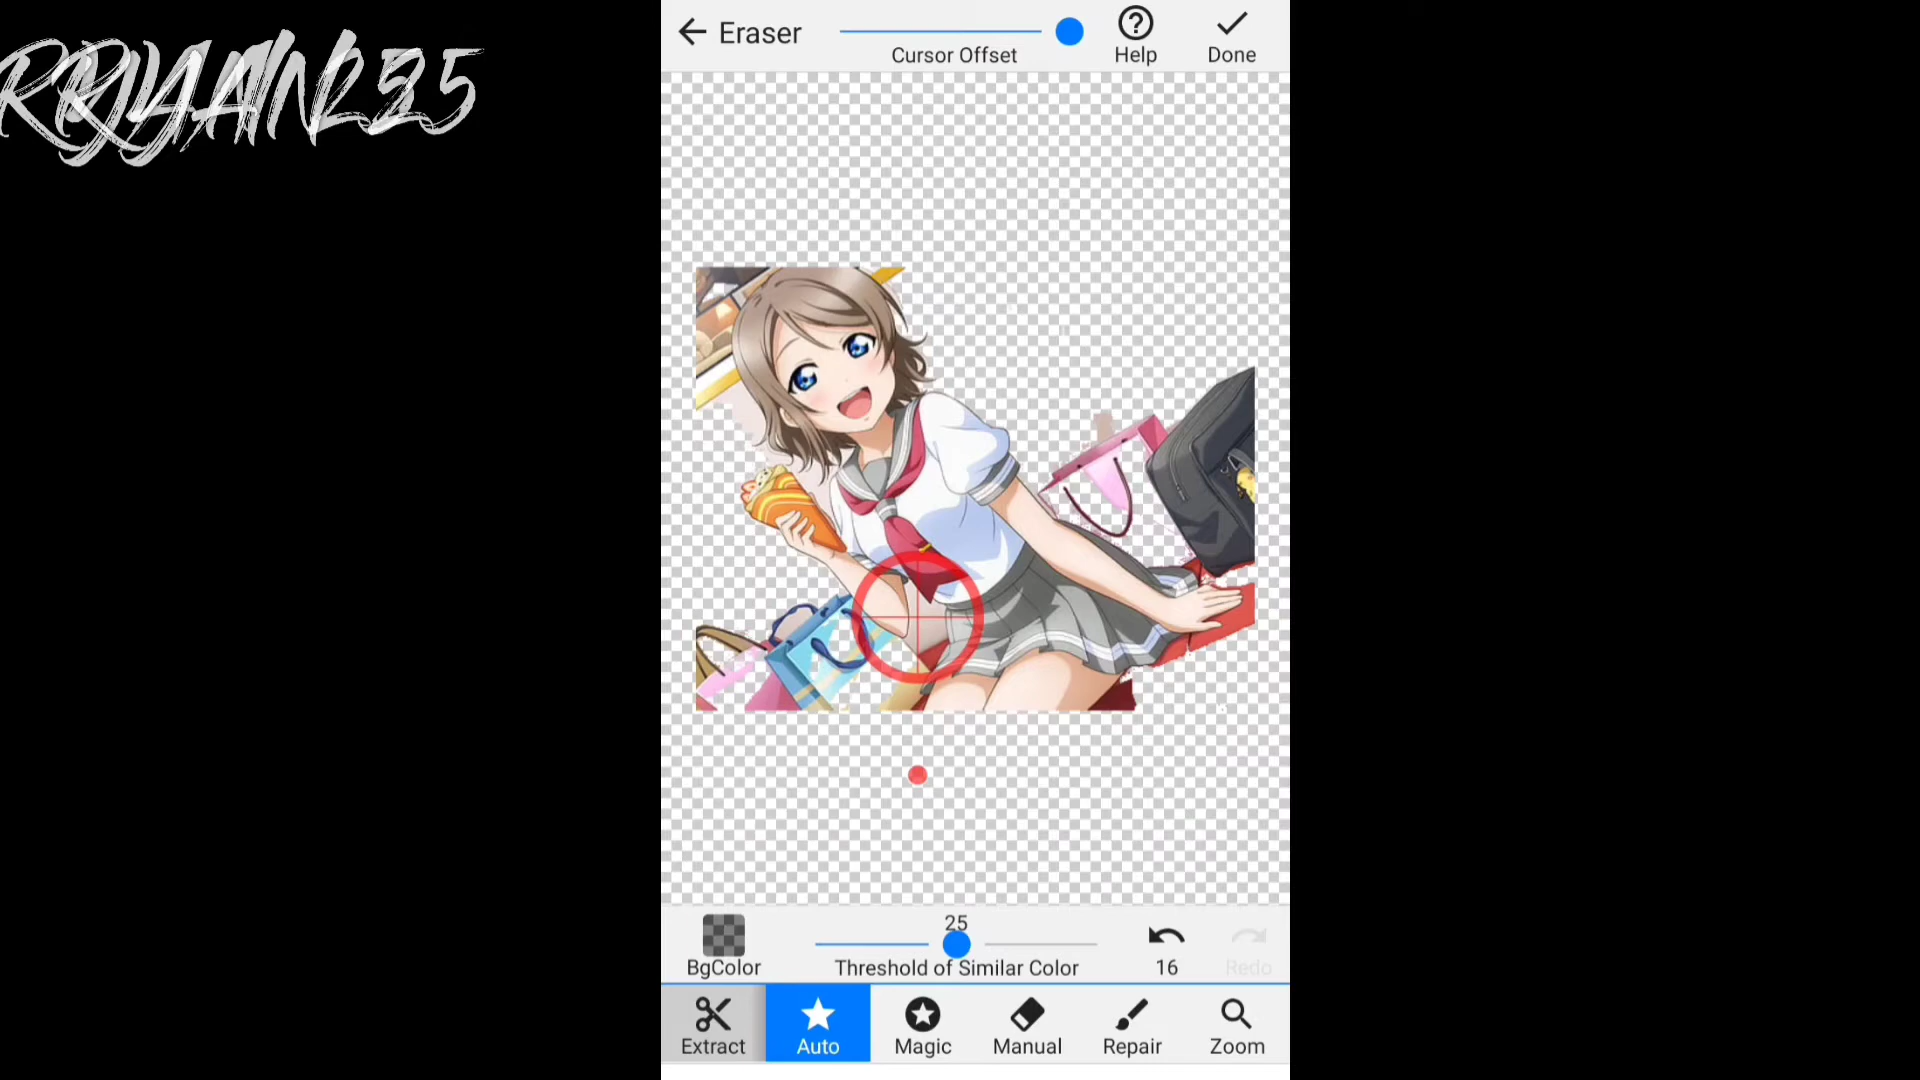 Eraser
Cursor Offset
Help
Done
25
BgColor
Threshold of Similar Color
16
Redo
Extract
Auto
Magic
Manual
Repair
Zoom